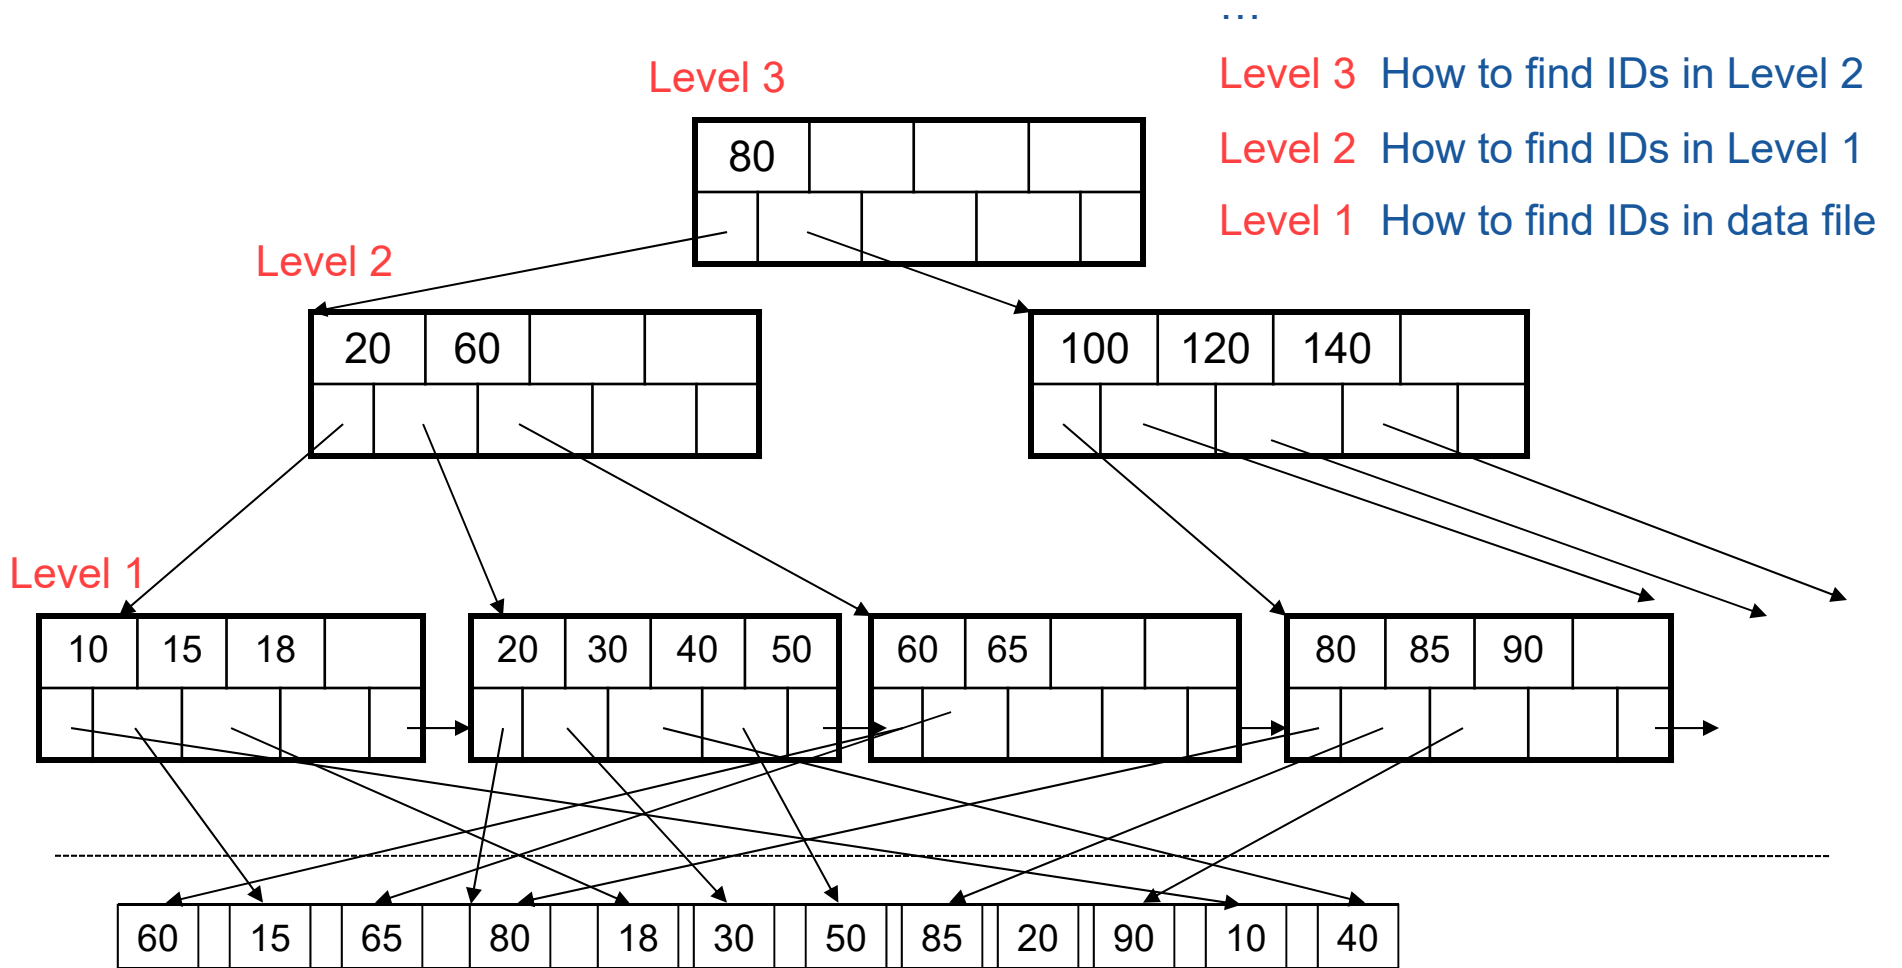 …
Level 3
Level 3 How to find IDs in Level 2
80
Level 2 How to find IDs in Level 1
Level 1 How to find IDs in data file
Level 2
20 60
100 120 140
Level 1
10 15 18
20 30 40 50
60 65
80 85 90
60 15 65 80 18 30 50 85 20 90 10 40